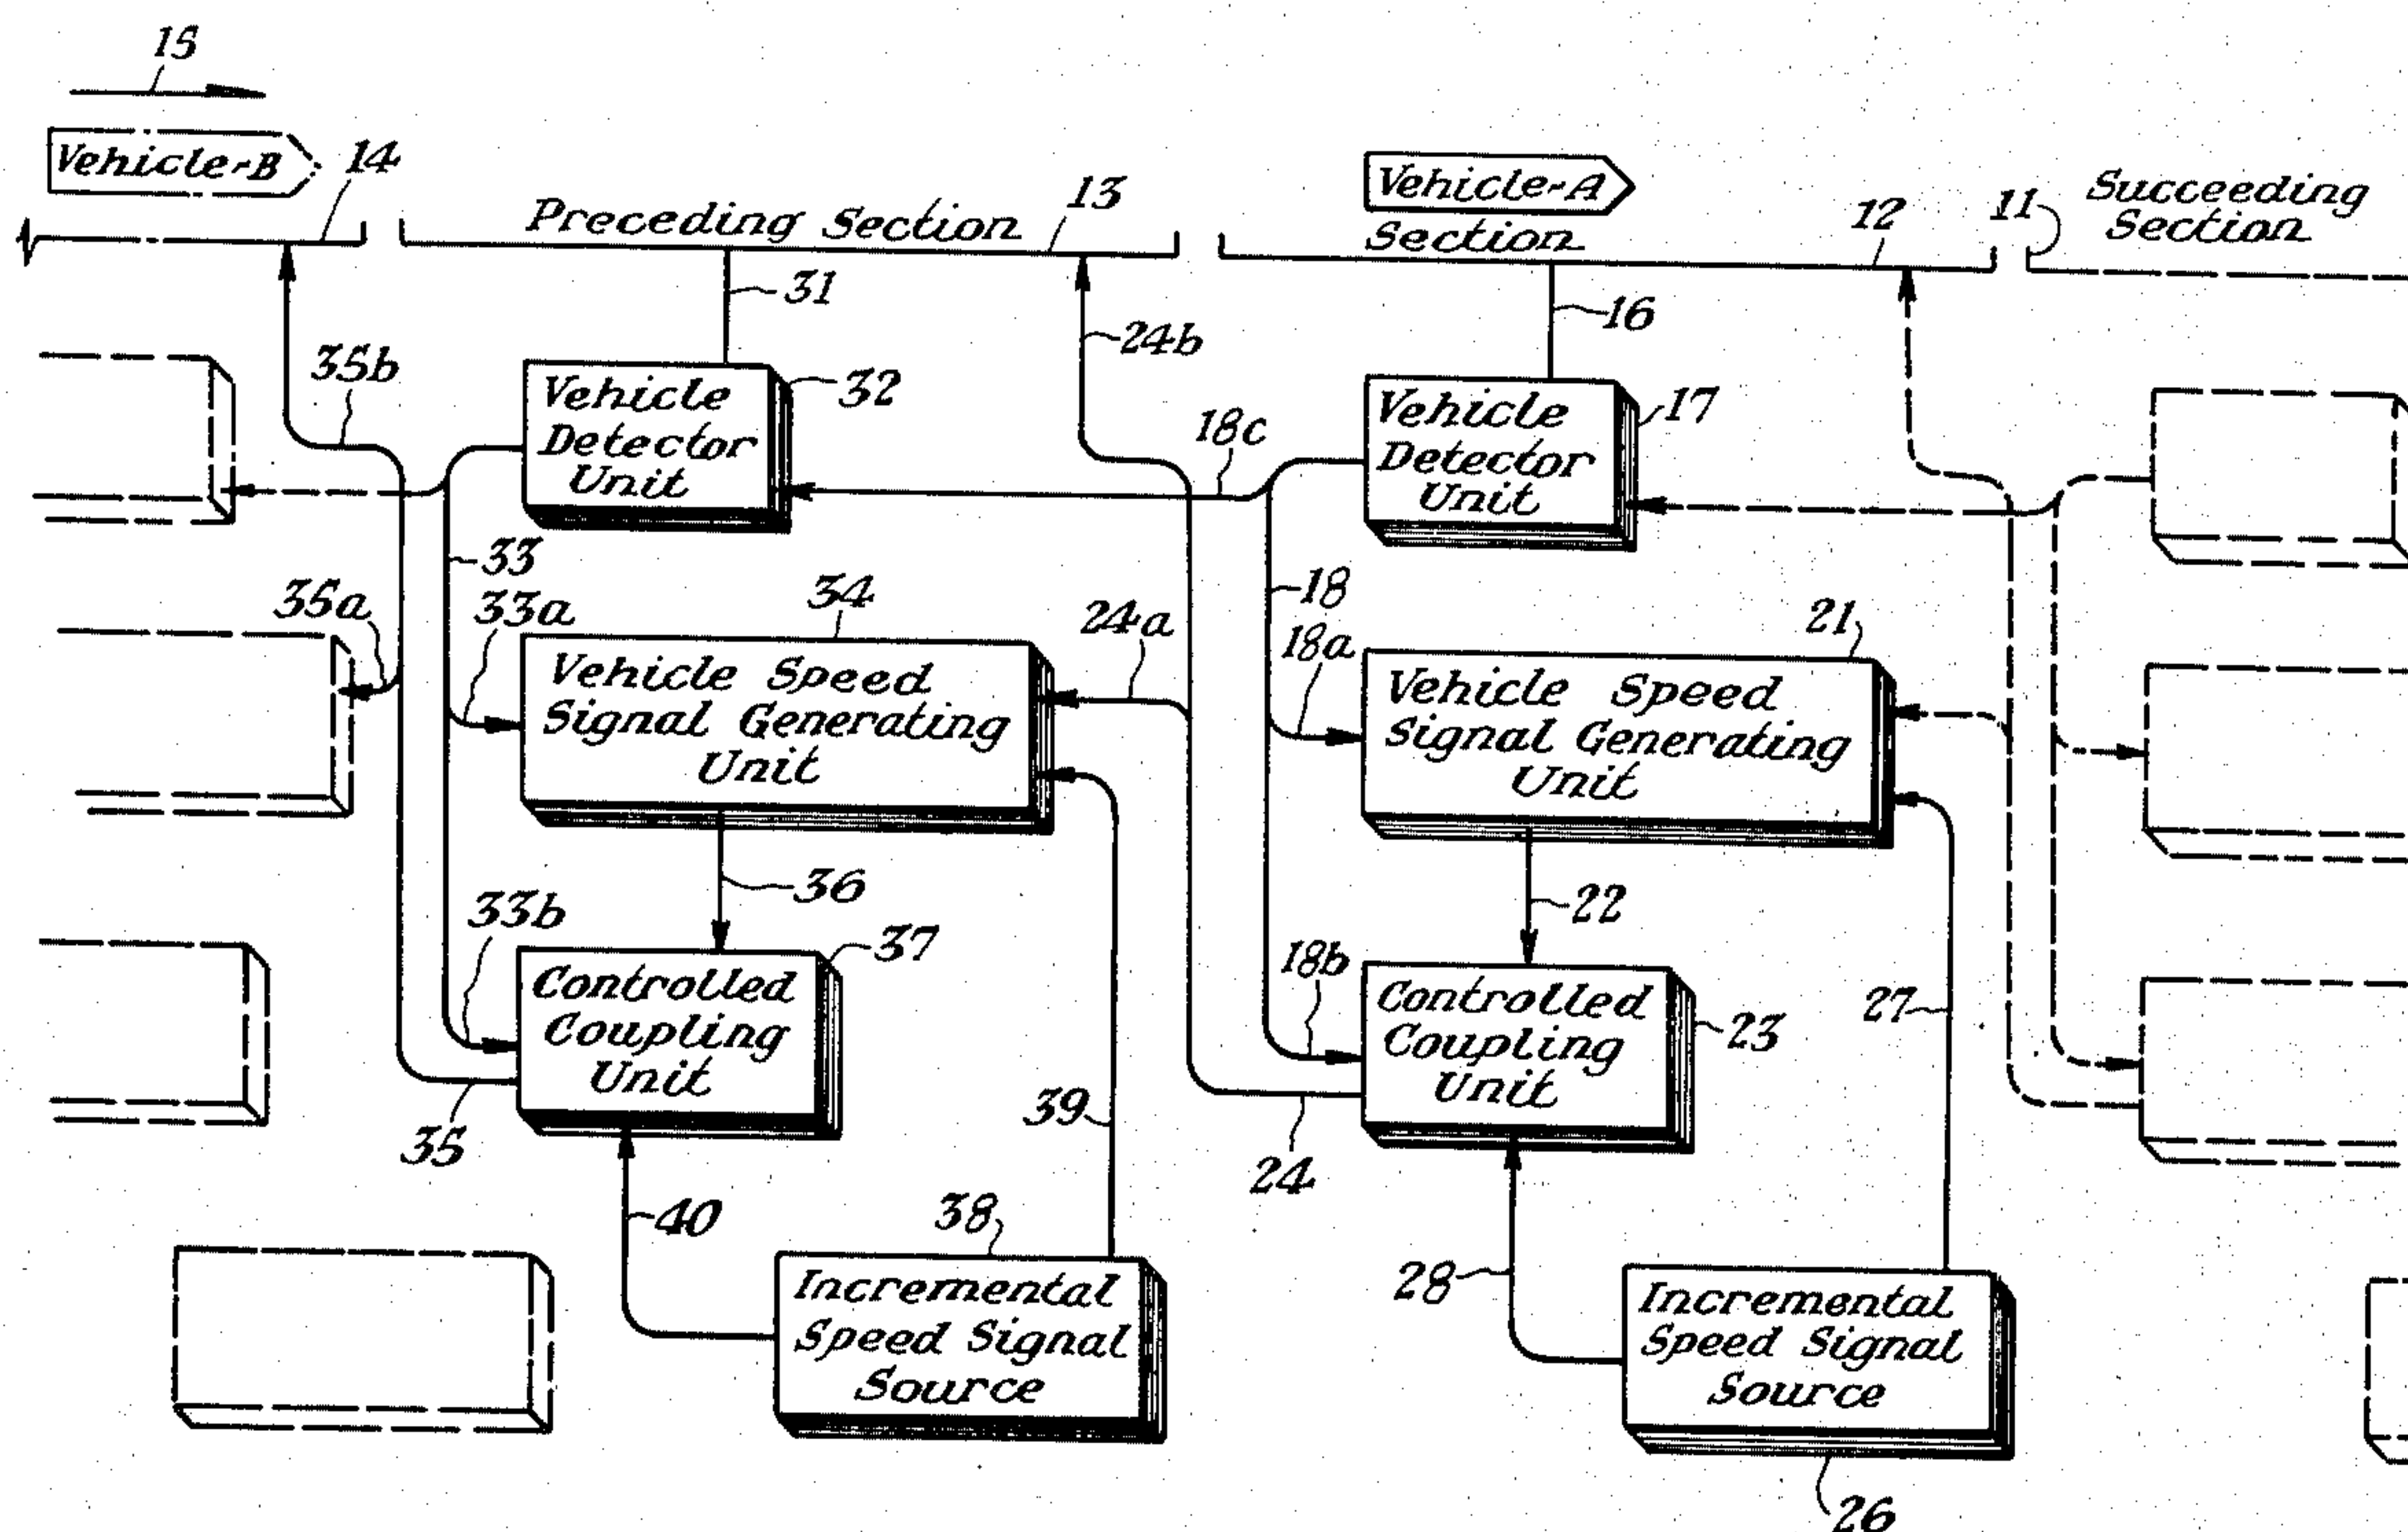 15
Vehicle-B
14
Preceding Section
13
Vehicle-A
Section
12
11
Succeeding
Section
31
16
24b
35b
Vehicle
Detector
Unit
32
18c
Vehicle
Detector
Unit
17
33
35a
33a
34
24a
18
18a
21
Vehicle Speed
Signal Generating
Unit
Vehicle Speed
Signal Generating
Unit
36
22
33b
37
18b
27
Controlled
Coupling
Unit
Controlled
Coupling
Unit
23
35
39
24
40
38
28
Incremental
Speed Signal
Source
Incremental
Speed Signal
Source
26